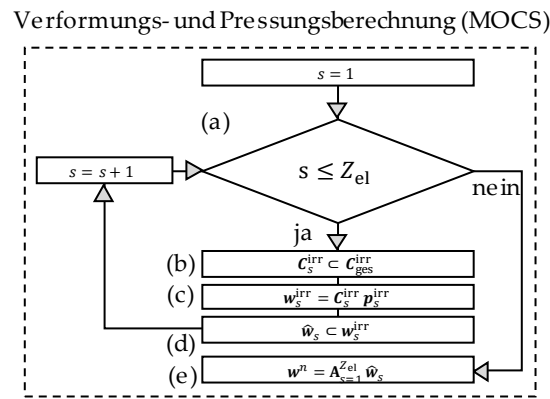 Verformungs- und Pressungsberechnung (MOCS)
s = 1
(a)
s ≤ Z_el
s = s + 1
nein
ja
(b) C_s^irr ⊂ C_ges^irr
(c) w_s^irr = C_s^irr p_s^irr
(d) ŵ_s ⊂ w_s^irr
(e) w^n = A_{s=1}^{Z_el} ŵ_s